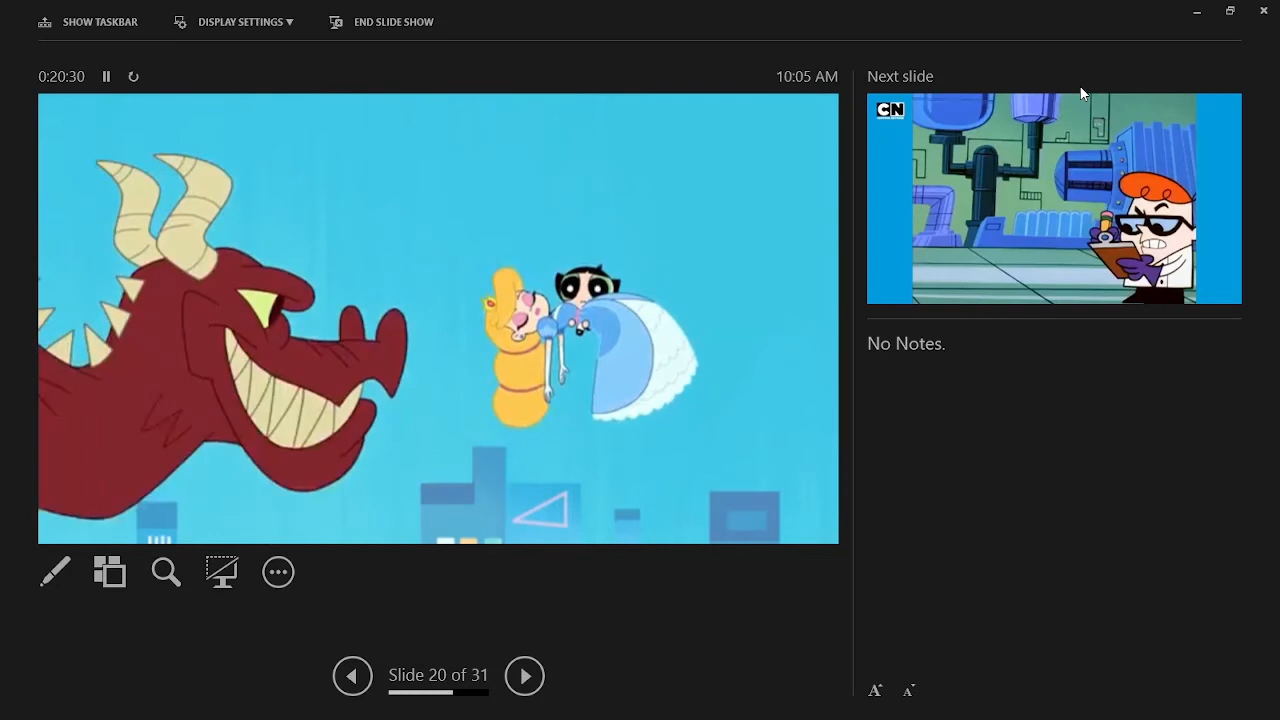 SHOW TASKBAR
DISPLAY SETTINGS ▾
END SLIDE SHOW
0:20:30
10:05 AM
Next slide
CN
No Notes.
Slide 20 of 31
A
A